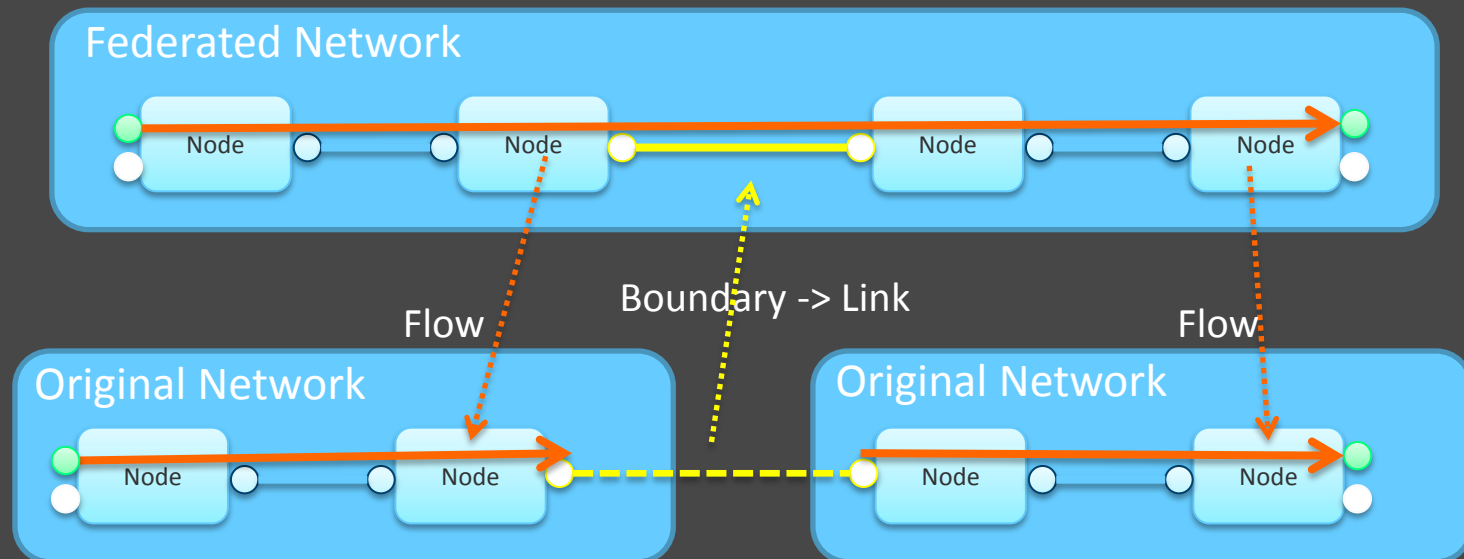 Federated Network
Node
Node
Node
Node
Boundary -> Link
Flow
Flow
Original Network
Original Network
Node
Node
Node
Node